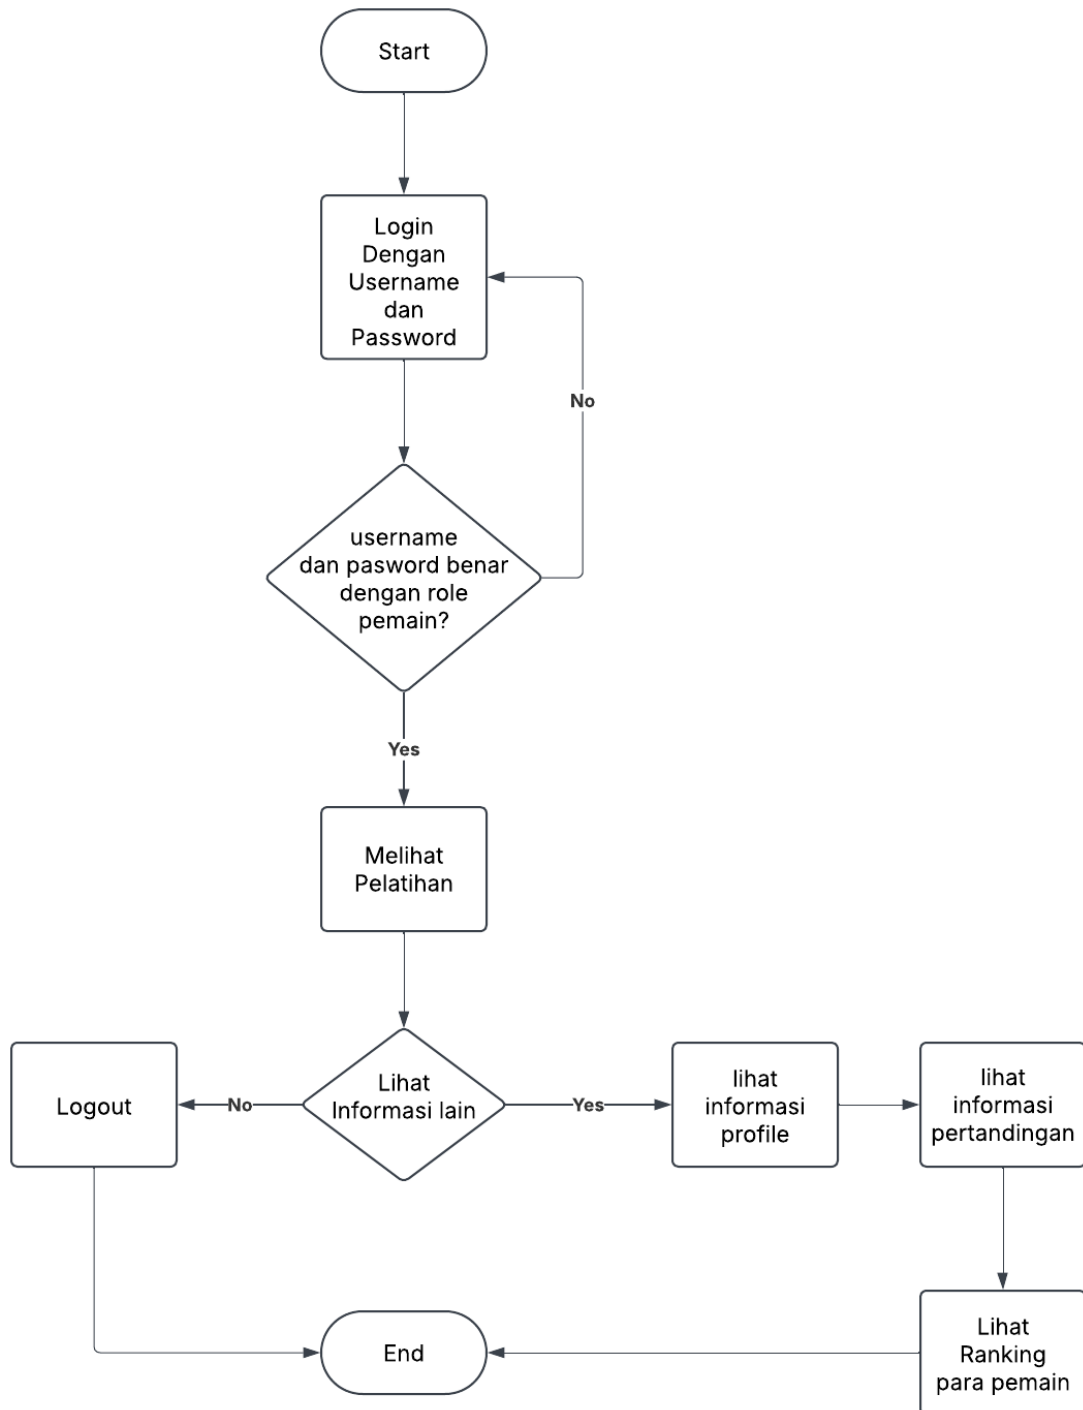 Start
Login
Dengan
Username
dan
Password
No
username
dan pasword benar
dengan role
pemain?
Yes
Melihat
Pelatihan
Lihat
Informasi lain
No
Logout
Yes
lihat
informasi
profile
lihat
informasi
pertandingan
Lihat
Ranking
para pemain
End